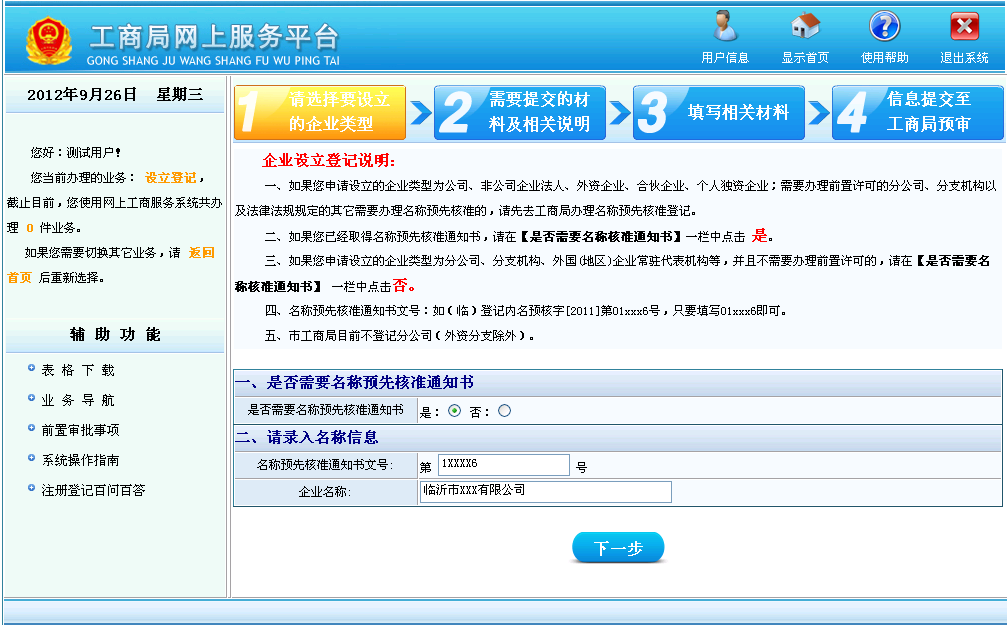 工商局网上服务平台
GONG SHANG JU WANG SHANG FU WU PING TAI
用户信息
显示首页
使用帮助
退出系统
2012年9月26日 星期三
您好：测试用户！
您当前办理的业务： 设立登记，
截止目前，您使用网上工商服务系统共办
理 0 件业务。
如果您需要切换其它业务，请 返回
首页 后重新选择。
辅 助 功 能
表 格 下 载
业 务 导 航
前置审批事项
系统操作指南
注册登记百问百答
1 请选择要设立
的企业类型
2 需要提交的材
料及相关说明
3 填写相关材料
4 信息提交至
工商局预审
企业设立登记说明：
一、如果您申请设立的企业类型为公司、非公司企业法人、外资企业、合伙企业、个人独资企业；需要办理前置许可的分公司、分支机构以
及法律法规规定的其它需要办理名称预先核准的，请先去工商局办理名称预先核准登记。
二、如果您已经取得名称预先核准通知书，请在【是否需要名称核准通知书】一栏中点击 是。
三、如果您申请设立的企业类型为分公司、分支机构、外国(地区)企业常驻代表机构等，并且不需要办理前置许可的，请在【是否需要名
称核准通知书】 一栏中点击否。
四、名称预先核准通知书文号：如（临）登记内名预核字[2011]第01xxx6号，只要填写01xxx6即可。
五、市工商局目前不登记分公司（外资分支除外）。
一、是否需要名称预先核准通知书
是否需要名称预先核准通知书 是： 否：
二、请录入名称信息
名称预先核准通知书文号: 第 1XXXX6 号
企业名称: 临沂市XXX有限公司
下一步